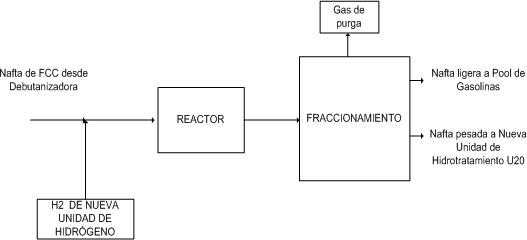 Gas de
purga
Nafta de FCC desde
Debutanizadora
REACTOR
FRACCIONAMIENTO
Nafta ligera a Pool de
Gasolinas
Nafta pesada a Nueva
Unidad de
Hidrotratamiento U20
H2 DE NUEVA
UNIDAD DE
HIDRÓGENO